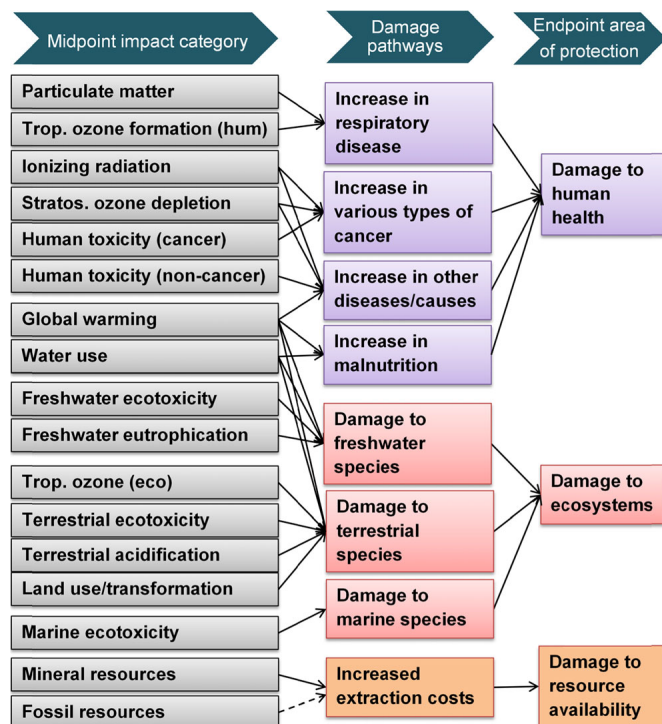 Midpoint impact category
Damage
pathways
Endpoint area
of protection
Particulate matter
Trop. ozone formation (hum)
Ionizing radiation
Stratos. ozone depletion
Human toxicity (cancer)
Human toxicity (non-cancer)
Global warming
Water use
Freshwater ecotoxicity
Freshwater eutrophication
Trop. ozone (eco)
Terrestrial ecotoxicity
Terrestrial acidification
Land use/transformation
Marine ecotoxicity
Mineral resources
Fossil resources
Increase in
respiratory
disease
Increase in
various types of
cancer
Increase in other
diseases/causes
Increase in
malnutrition
Damage to
freshwater
species
Damage to
terrestrial
species
Damage to
marine species
Increased
extraction costs
Damage to
human
health
Damage to
ecosystems
Damage to
resource
availability